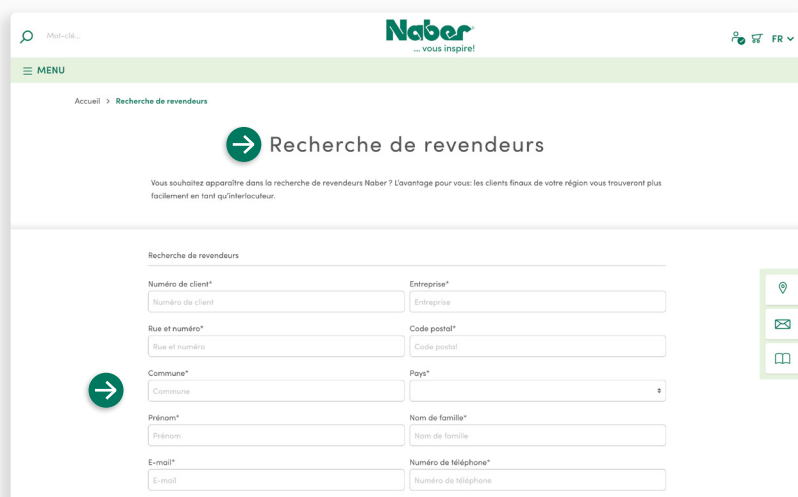 Mot-clé...
Naber
... vous inspire!
FR
MENU
Accueil > Recherche de revendeurs
Recherche de revendeurs
Vous souhaitez apparaître dans la recherche de revendeurs Naber ? L'avantage pour vous: les clients finaux de votre région vous trouveront plus
facilement en tant qu'interlocuteur.
Recherche de revendeurs
Numéro de client* Entreprise*
Numéro de client Entreprise
Rue et numéro* Code postal*
Rue et numéro Code postal
Commune* Pays*
Commune
Prénom* Nom de famille*
Prénom Nom de famille
E-mail* Numéro de téléphone*
E-mail Numéro de téléphone